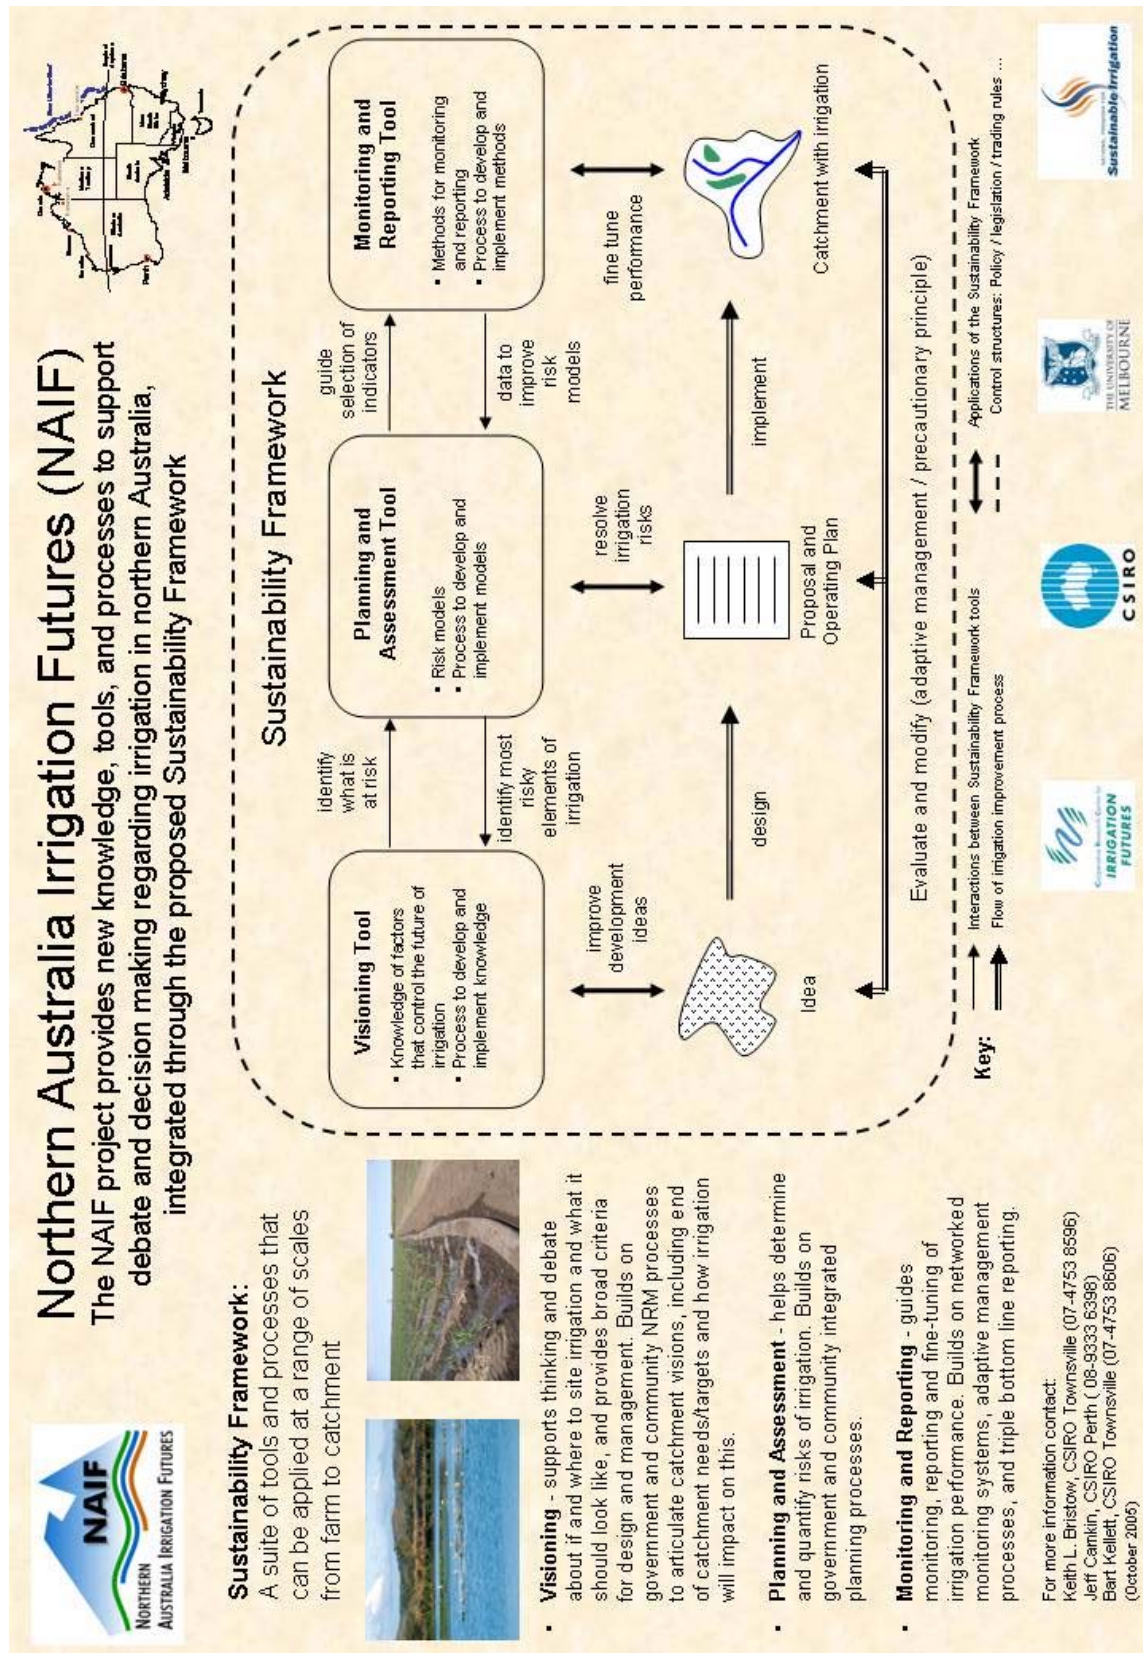 Northern Australia Irrigation Futures (NAIF)
The NAIF project provides new knowledge, tools, and processes to support
debate and decision making regarding irrigation in northern Australia,
integrated through the proposed Sustainability Framework
NAIF
NORTHERN
AUSTRALIA IRRIGATION FUTURES
Perth
Sustainability Framework:
A suite of tools and processes that
can be applied at a range of scales
from farm to catchment
▪ Visioning - supports thinking and debate
about if and where to site irrigation and what it
should look like, and provides broad criteria
for design and management. Builds on
government and community NRM processes
to articulate catchment visions, including end
of catchment needs/targets and how irrigation
will impact on this.
▪ Planning and Assessment - helps determine
and quantify risks of irrigation. Builds on
government and community integrated
planning processes.
▪ Monitoring and Reporting - guides
monitoring, reporting and fine-tuning of
irrigation performance. Builds on networked
monitoring systems, adaptive management
processes, and triple bottom line reporting.
For more information contact:
Keith L. Bristow, CSIRO Townsville (07-4753 8596)
Jeff Camkin, CSIRO Perth ( 08-9333 6398)
Bart Kellett, CSIRO Townsville (07-4753 8606)
(October 2005)
Sustainability Framework
Visioning Tool
▪ Knowledge of factors
that control the future of
irrigation
▪ Process to develop and
implement knowledge
identify
what is
at risk
identify most
risky
elements of
irrigation
Planning and
Assessment Tool
▪ Risk models
▪ Process to develop and
implement models
guide
selection of
indicators
data to
improve
risk
models
Monitoring and
Reporting Tool
▪ Methods for monitoring
and reporting
▪ Process to develop and
implement methods
improve
development
ideas
resolve
irrigation
risks
fine tune
performance
Idea
design
Proposal and
Operating Plan
implement
Catchment with irrigation
Evaluate and modify (adaptive management / precautionary principle)
Key:
Interactions between Sustainability Framework tools
Flow of irrigation improvement process
Applications of the Sustainability Framework
Control structures: Policy / legislation / trading rules ...
IRRIGATION
FUTURES
CSIRO
THE UNIVERSITY OF
MELBOURNE
Sustainable Irrigation